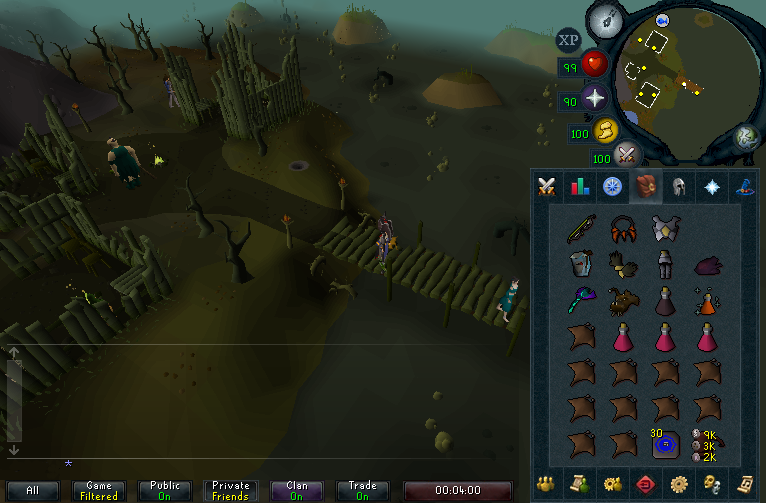 XP
99
90
100
100
30
9K
3K
2K
*
All
Game
Filtered
Public
On
Private
Friends
Clan
On
Trade
On
00:04:00